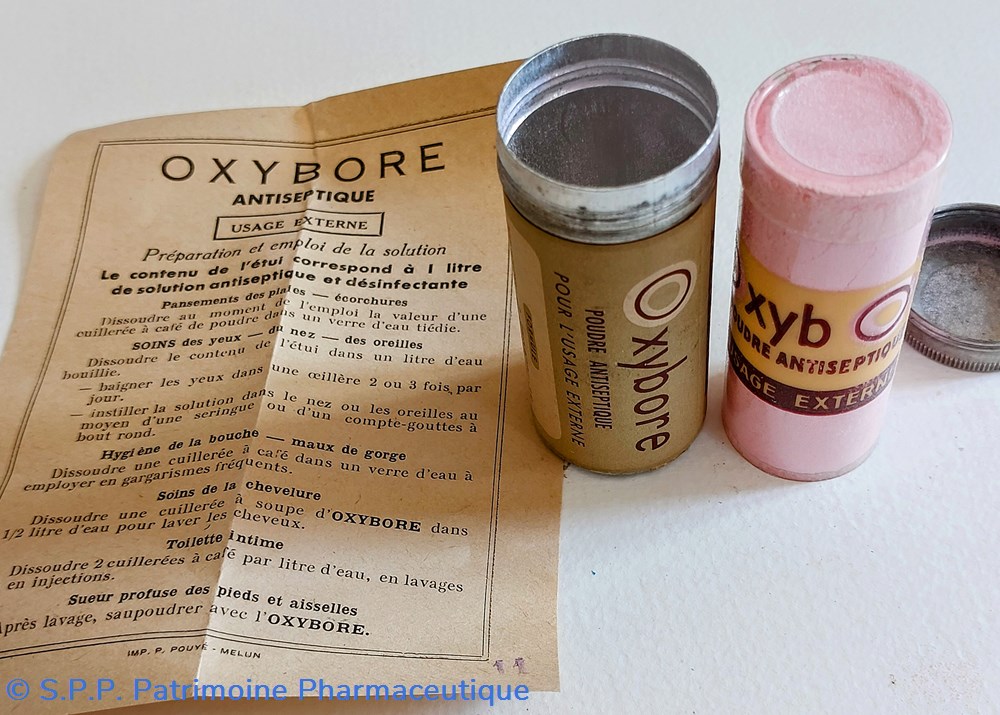 OXYBORE
ANTISEPTIQUE
USAGE EXTERNE
Préparation et emploi de la solution
Le contenu de l'étui correspond à 1 litre
de solution antiseptique et désinfectante
Pansements des plaies — écorchures
Dissoudre au moment de l'emploi la valeur d'une
cuillerée à café de poudre dans un verre d'eau tiédie.
SOINS des yeux — du nez — des oreilles
Dissoudre le contenu de l'étui dans un litre d'eau
bouillie.
— baigner les yeux dans une œillère 2 ou 3 fois par
jour.
— instiller la solution dans le nez ou les oreilles au
moyen d'une seringue ou d'un compte-gouttes à
bout rond.
Hygiène de la bouche — maux de gorge
Dissoudre une cuillerée à café dans un verre d'eau à
employer en gargarismes fréquents.
Soins de la chevelure
Dissoudre une cuillerée à soupe d'OXYBORE dans
1/2 litre d'eau pour laver les cheveux.
Toilette intime
Dissoudre 2 cuillerées à café par litre d'eau, en lavages
en injections.
Sueur profuse des pieds et aisselles
Après lavage, saupoudrer avec l'OXYBORE.
IMP. P. POUYÉ - MELUN
Oxybore
POUDRE ANTISEPTIQUE
POUR L'USAGE EXTERNE
Oxyb O
OUDRE ANTISEPTIQU
SAGE EXTERN
© S.P.P. Patrimoine Pharmaceutique